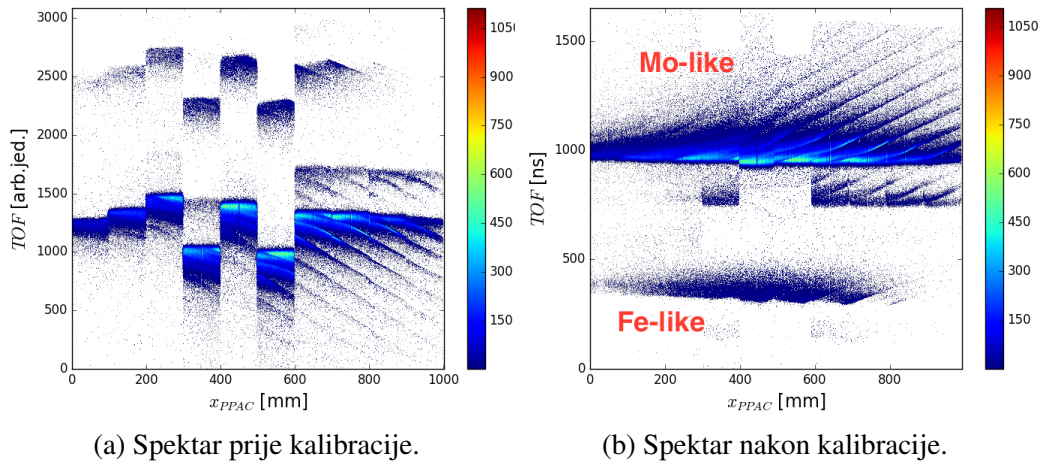 3000
2500
2000
1500
1000
500
0
TOF [arb.jed.]
0 200 400 600 800 1000
x_PPAC [mm]
1050
900
750
600
450
300
150
(a) Spektar prije kalibracije.
1500
1000
500
0
TOF [ns]
Mo-like
Fe-like
0 200 400 600 800
x_PPAC [mm]
1050
900
750
600
450
300
150
(b) Spektar nakon kalibracije.